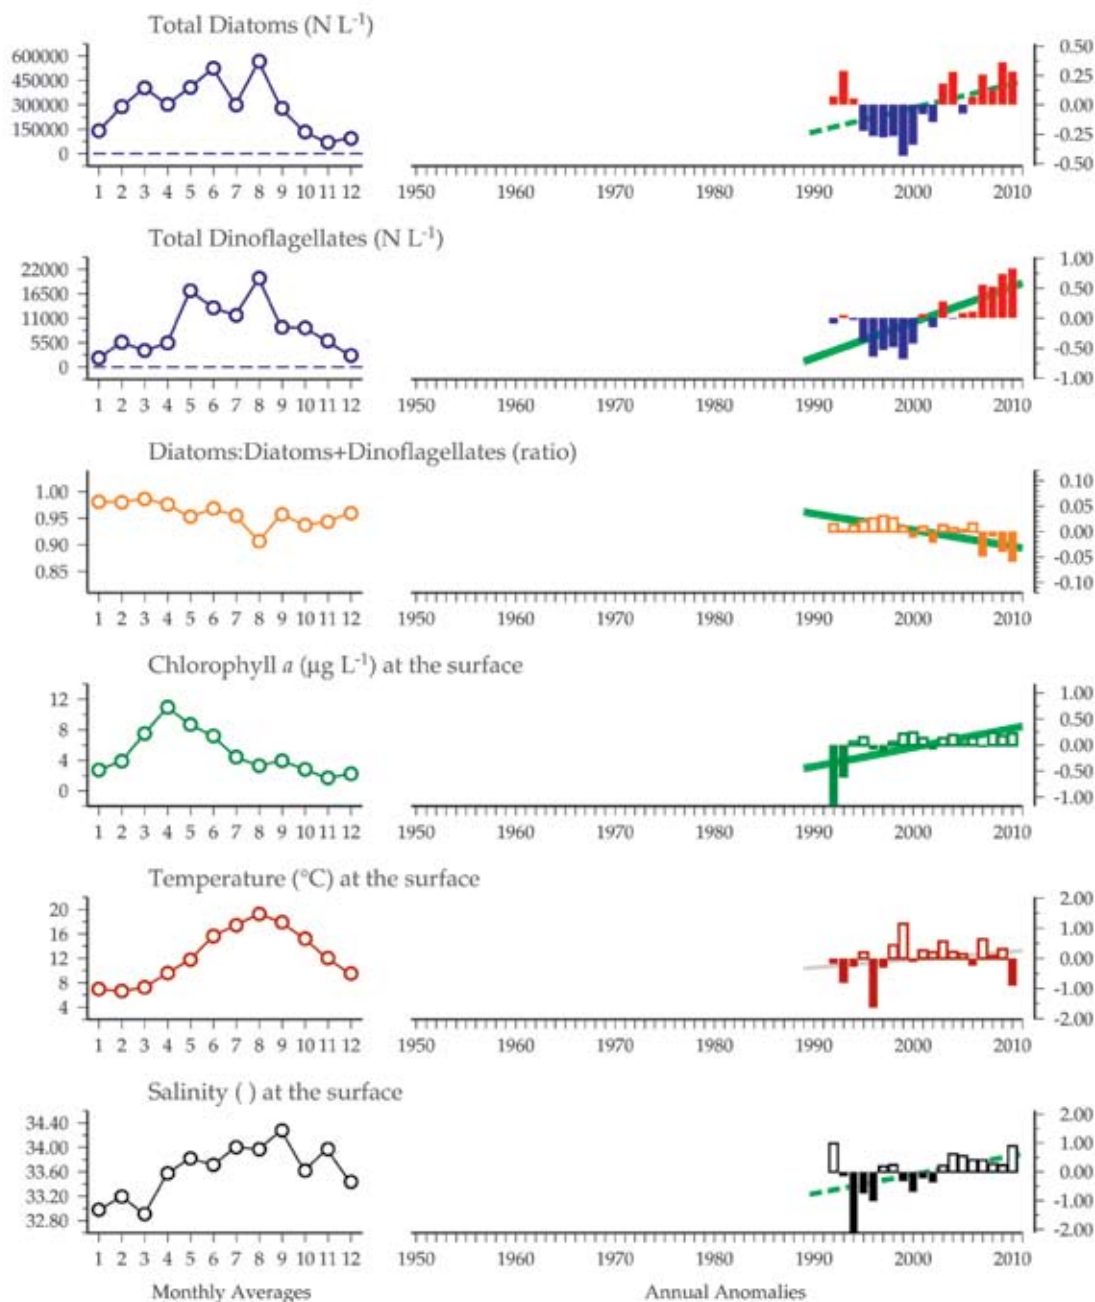 Total Diatoms (N L⁻¹)
600000
450000
300000
150000
0
0.50
0.25
0.00
-0.25
-0.50
1 2 3 4 5 6 7 8 9 10 11 12
1950 1960 1970 1980 1990 2000 2010
Total Dinoflagellates (N L⁻¹)
22000
16500
11000
5500
0
1.00
0.50
0.00
-0.50
-1.00
1 2 3 4 5 6 7 8 9 10 11 12
1950 1960 1970 1980 1990 2000 2010
Diatoms:Diatoms+Dinoflagellates (ratio)
1.00
0.95
0.90
0.85
0.10
0.05
0.00
-0.05
-0.10
1 2 3 4 5 6 7 8 9 10 11 12
1950 1960 1970 1980 1990 2000 2010
Chlorophyll a (µg L⁻¹) at the surface
12
8
4
0
1.00
0.50
0.00
-0.50
-1.00
1 2 3 4 5 6 7 8 9 10 11 12
1950 1960 1970 1980 1990 2000 2010
Temperature (°C) at the surface
20
16
12
8
4
2.00
1.00
0.00
-1.00
-2.00
1 2 3 4 5 6 7 8 9 10 11 12
1950 1960 1970 1980 1990 2000 2010
Salinity ( ) at the surface
34.40
34.00
33.60
33.20
32.80
2.00
1.00
0.00
-1.00
-2.00
1 2 3 4 5 6 7 8 9 10 11 12
1950 1960 1970 1980 1990 2000 2010
Monthly Averages
Annual Anomalies